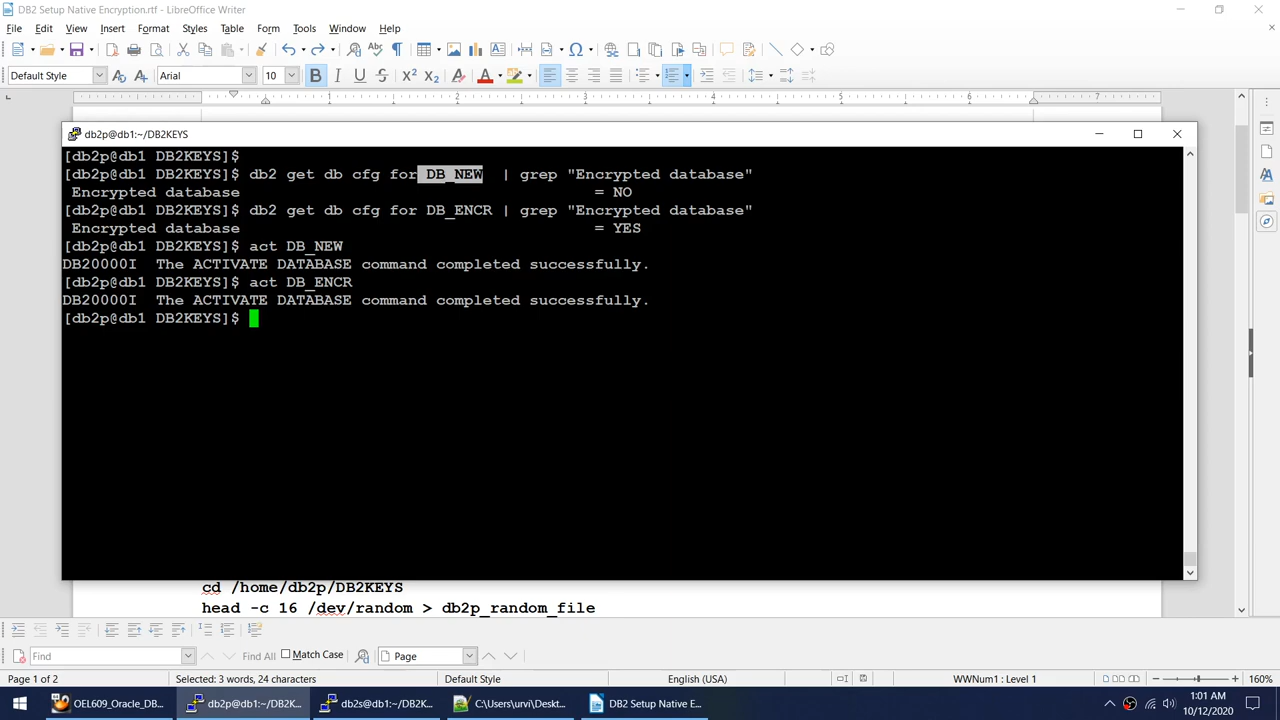 DB2 Setup Native Encryption.rtf - LibreOffice Writer
File Edit View Insert Format Styles Table Form Tools Window Help
Default Style Arial 10
1 2 3 4 5 6 7
db2p@db1:~/DB2KEYS
[db2p@db1 DB2KEYS]$
[db2p@db1 DB2KEYS]$ db2 get db cfg for DB_NEW | grep "Encrypted database"
Encrypted database = NO
[db2p@db1 DB2KEYS]$ db2 get db cfg for DB_ENCR | grep "Encrypted database"
Encrypted database = YES
[db2p@db1 DB2KEYS]$ act DB_NEW
DB20000I The ACTIVATE DATABASE command completed successfully.
[db2p@db1 DB2KEYS]$ act DB_ENCR
DB20000I The ACTIVATE DATABASE command completed successfully.
[db2p@db1 DB2KEYS]$
cd /home/db2p/DB2KEYS
head -c 16 /dev/random > db2p_random_file
Find Find All Match Case Page
Page 1 of 2 Selected: 3 words, 24 characters Default Style English (USA) WWNum1 : Level 1 160%
OEL609_Oracle_DB... db2p@db1:~/DB2K... db2s@db1:~/DB2K... C:\Users\urvi\Deskt... DB2 Setup Native E... 1:01 AM
10/12/2020